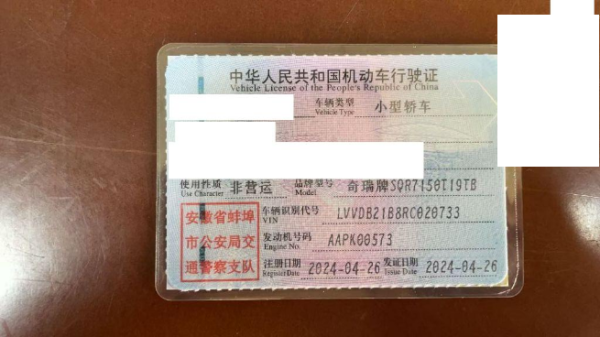 中华人民共和国机动车行驶证
Vehicle License of the People's Republic of China
车辆类型 小型轿车
Vehicle Type
使用性质 非营运 品牌型号 奇瑞牌SQR7150T19TB
Use Character Model
安徽省蚌埠
市公安局交
通警察支队
车辆识别代号 LVVDB21B8RC020733
VIN
发动机号码 AAPK00573
Engine No.
注册日期 2024-04-26 发证日期 2024-04-26
Register Date Issue Date